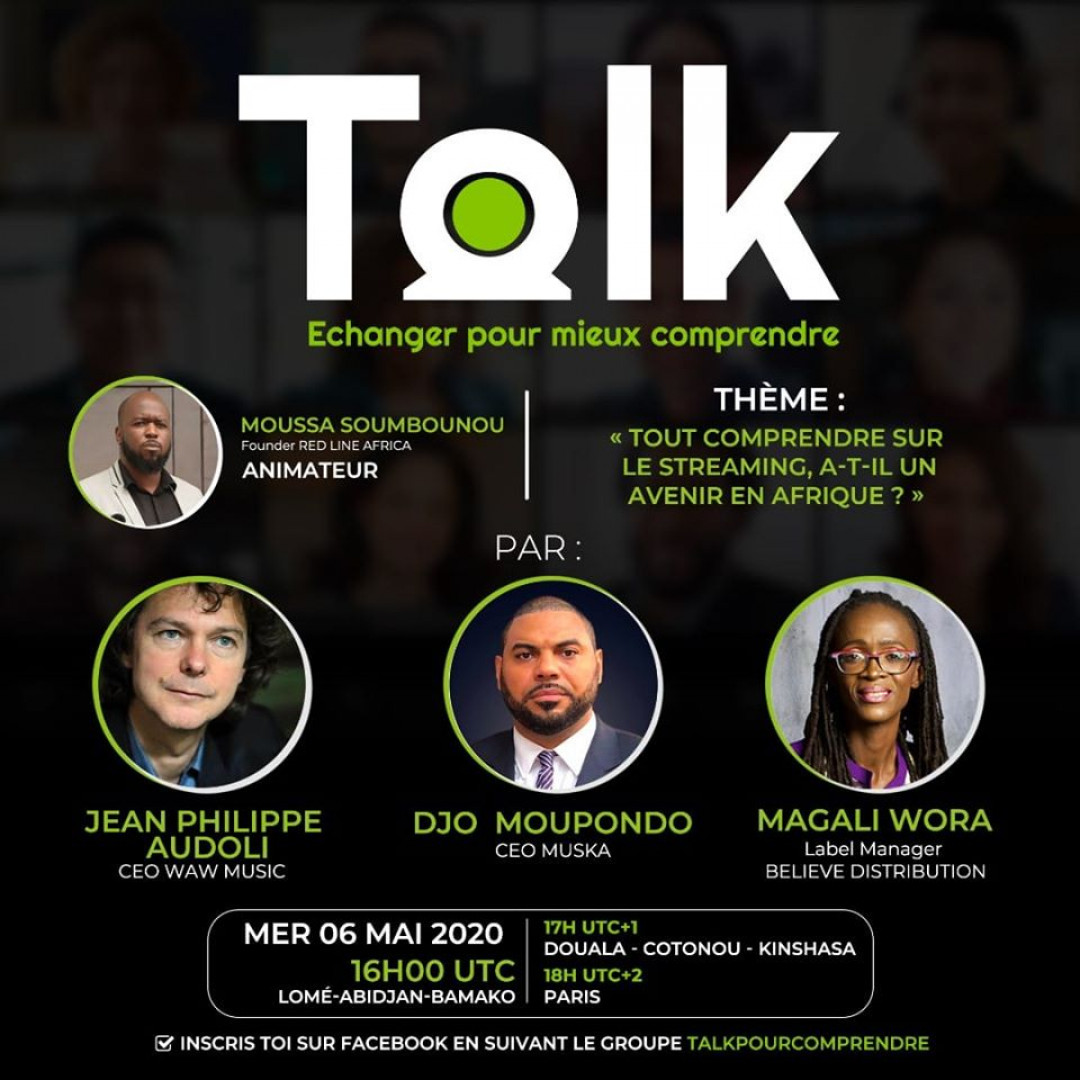 Talk
Echanger pour mieux comprendre
MOUSSA SOUMBOUNOU
Founder RED LINE AFRICA
ANIMATEUR
THÈME :
« TOUT COMPRENDRE SUR
LE STREAMING, A-T-IL UN
AVENIR EN AFRIQUE ? »
PAR :
JEAN PHILIPPE
AUDOLI
CEO WAW MUSIC
DJO MOUPONDO
CEO MUSKA
MAGALI WORA
Label Manager
BELIEVE DISTRIBUTION
MER 06 MAI 2020
16H00 UTC
LOMÉ-ABIDJAN-BAMAKO
17H UTC+1
DOUALA - COTONOU - KINSHASA
18H UTC+2
PARIS
INSCRIS TOI SUR FACEBOOK EN SUIVANT LE GROUPE TALKPOURCOMPRENDRE